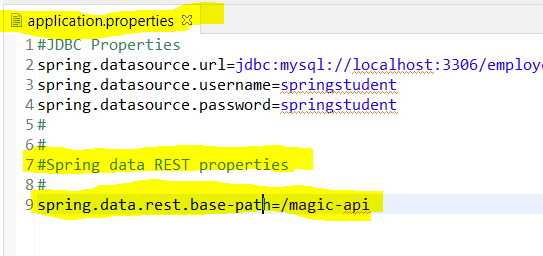 application.properties
1 #JDBC Properties
2 spring.datasource.url=jdbc:mysql://localhost:3306/employe
3 spring.datasource.username=springstudent
4 spring.datasource.password=springstudent
5 #
6 #
7 #Spring data REST properties
8 #
9 spring.data.rest.base-path=/magic-api